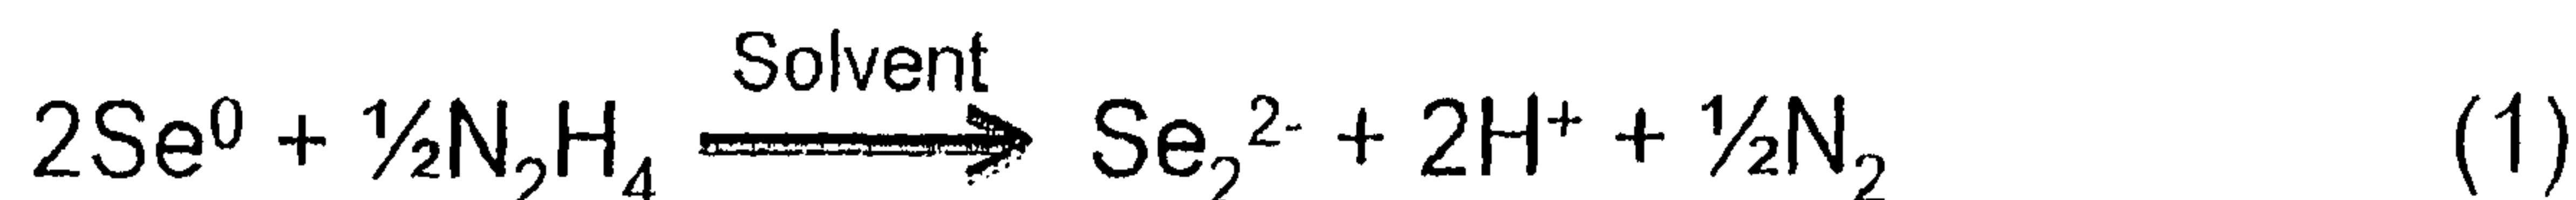 Solvent
2Se⁰ + ½N₂H₄ ⟶ Se₂²⁻ + 2H⁺ + ½N₂ (1)